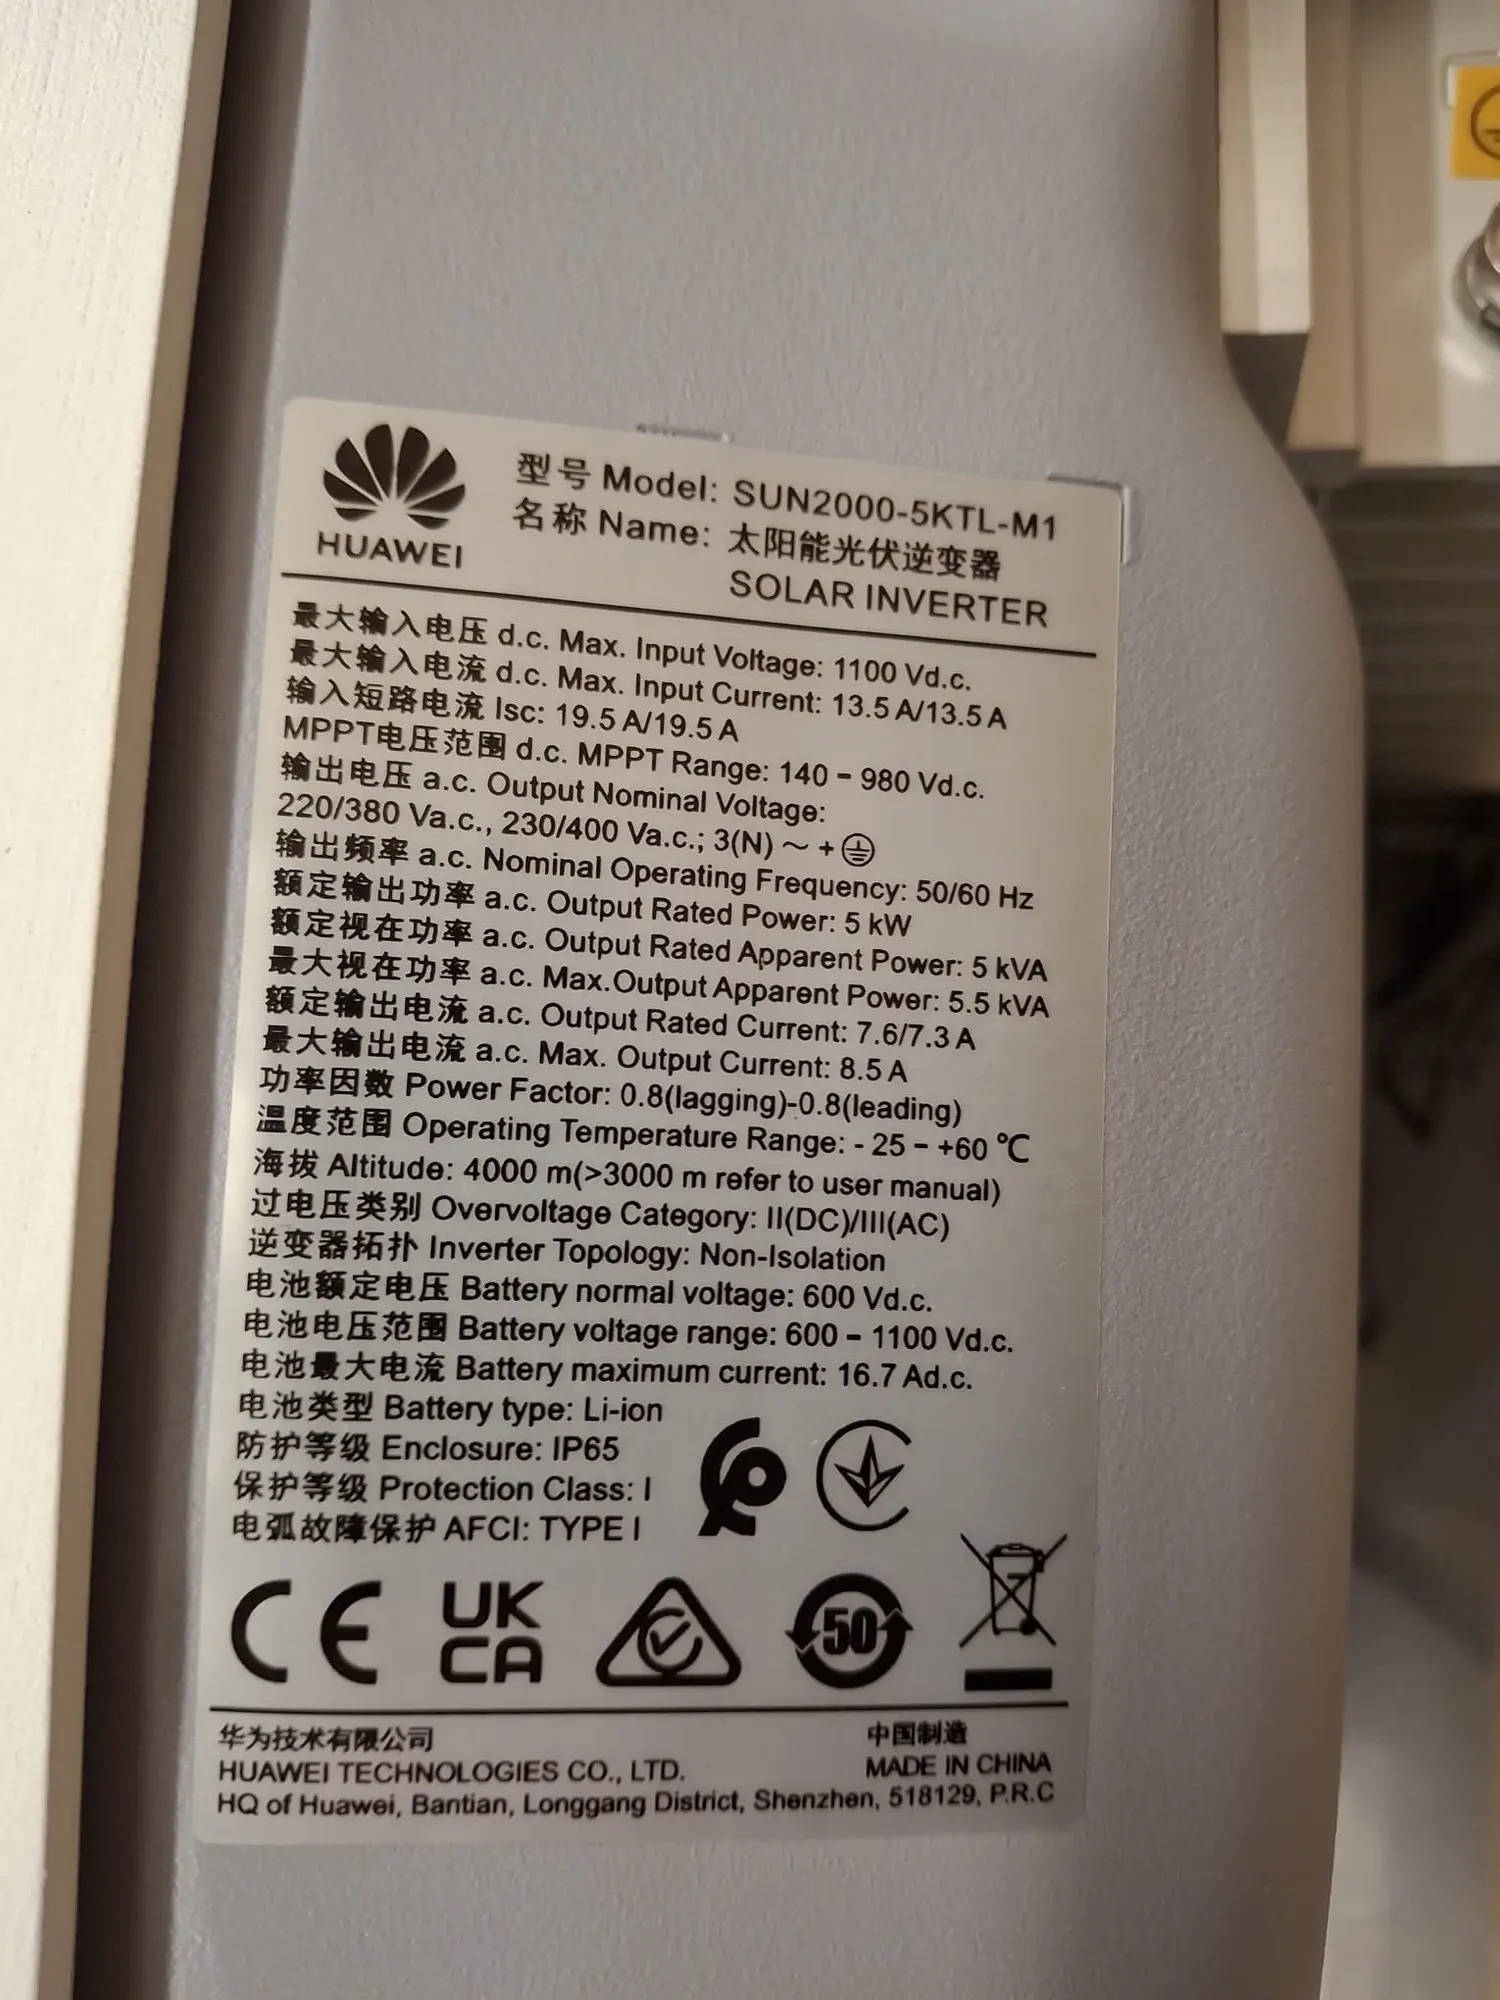 HUAWEI
型号 Model: SUN2000-5KTL-M1
名称 Name: 太阳能光伏逆变器
SOLAR INVERTER
最大输入电压 d.c. Max. Input Voltage: 1100 Vd.c.
最大输入电流 d.c. Max. Input Current: 13.5 A/13.5 A
输入短路电流 Isc: 19.5 A/19.5 A
MPPT电压范围 d.c. MPPT Range: 140 – 980 Vd.c.
输出电压 a.c. Output Nominal Voltage:
220/380 Va.c., 230/400 Va.c.; 3(N) ～ + ⏚
输出频率 a.c. Nominal Operating Frequency: 50/60 Hz
额定输出功率 a.c. Output Rated Power: 5 kW
额定视在功率 a.c. Output Rated Apparent Power: 5 kVA
最大视在功率 a.c. Max.Output Apparent Power: 5.5 kVA
额定输出电流 a.c. Output Rated Current: 7.6/7.3 A
最大输出电流 a.c. Max. Output Current: 8.5 A
功率因数 Power Factor: 0.8(lagging)-0.8(leading)
温度范围 Operating Temperature Range: - 25 – +60 ℃
海拔 Altitude: 4000 m(>3000 m refer to user manual)
过电压类别 Overvoltage Category: II(DC)/III(AC)
逆变器拓扑 Inverter Topology: Non-Isolation
电池额定电压 Battery normal voltage: 600 Vd.c.
电池电压范围 Battery voltage range: 600 – 1100 Vd.c.
电池最大电流 Battery maximum current: 16.7 Ad.c.
电池类型 Battery type: Li-ion
防护等级 Enclosure: IP65
保护等级 Protection Class: I
电弧故障保护 AFCI: TYPE I
CE UK CA 50
华为技术有限公司 中国制造
HUAWEI TECHNOLOGIES CO., LTD. MADE IN CHINA
HQ of Huawei, Bantian, Longgang District, Shenzhen, 518129, P.R.C